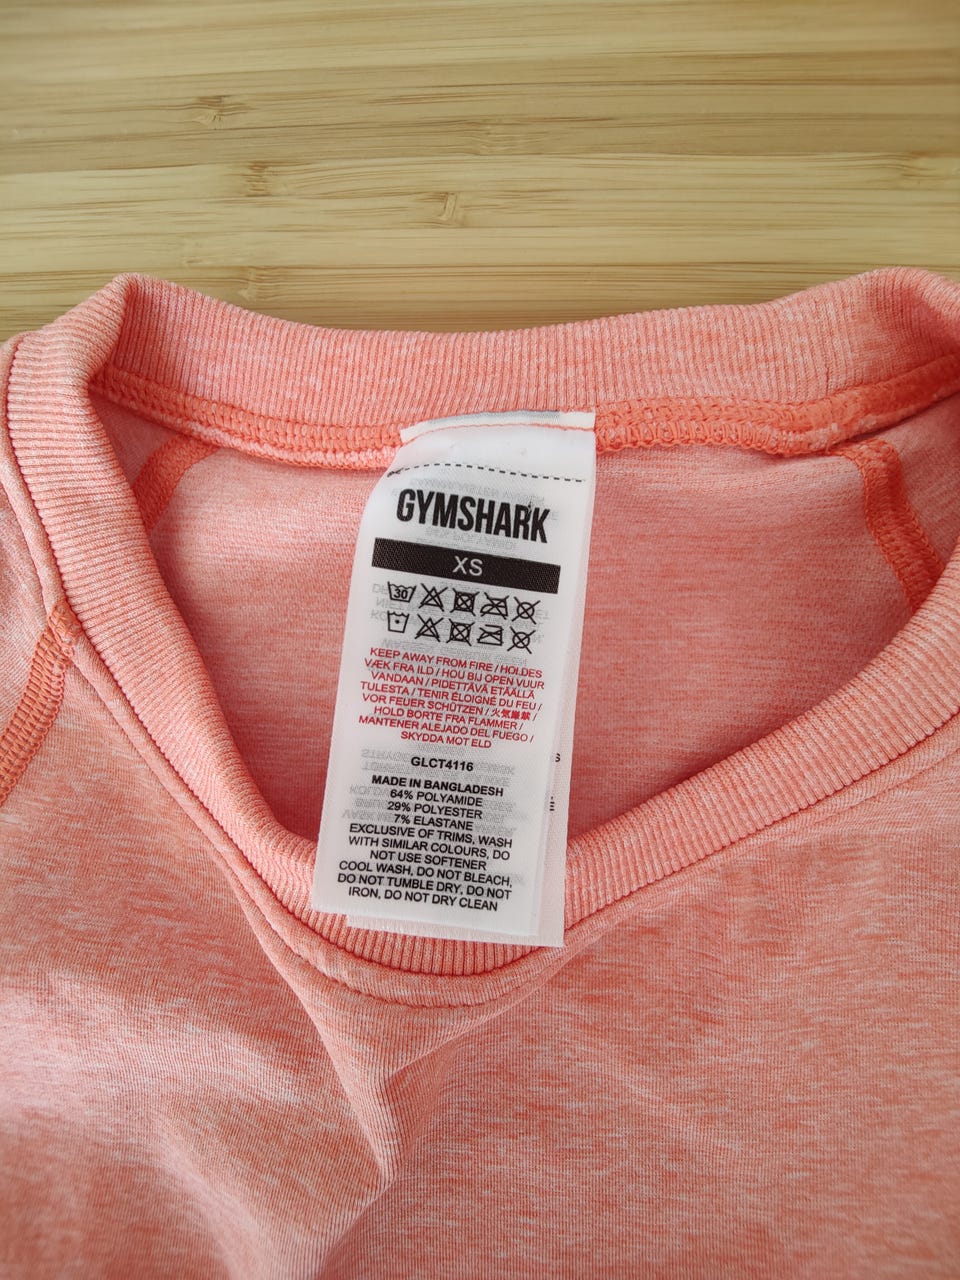 GYMSHARK
XS
30
KEEP AWAY FROM FIRE / HOLDES
VÆK FRA ILD / HOU BIJ OPEN VUUR
VANDAAN / PIDETTÄVÄ ETÄÄLLÄ
TULESTA / TENIR ÉLOIGNÉ DU FEU /
VOR FEUER SCHÜTZEN / 火気厳禁 /
HOLD BORTE FRA FLAMMER /
MANTENER ALEJADO DEL FUEGO /
SKYDDA MOT ELD
GLCT4116
MADE IN BANGLADESH
64% POLYAMIDE
29% POLYESTER
7% ELASTANE
EXCLUSIVE OF TRIMS, WASH
WITH SIMILAR COLOURS, DO
NOT USE SOFTENER
COOL WASH, DO NOT BLEACH,
DO NOT TUMBLE DRY, DO NOT
IRON, DO NOT DRY CLEAN